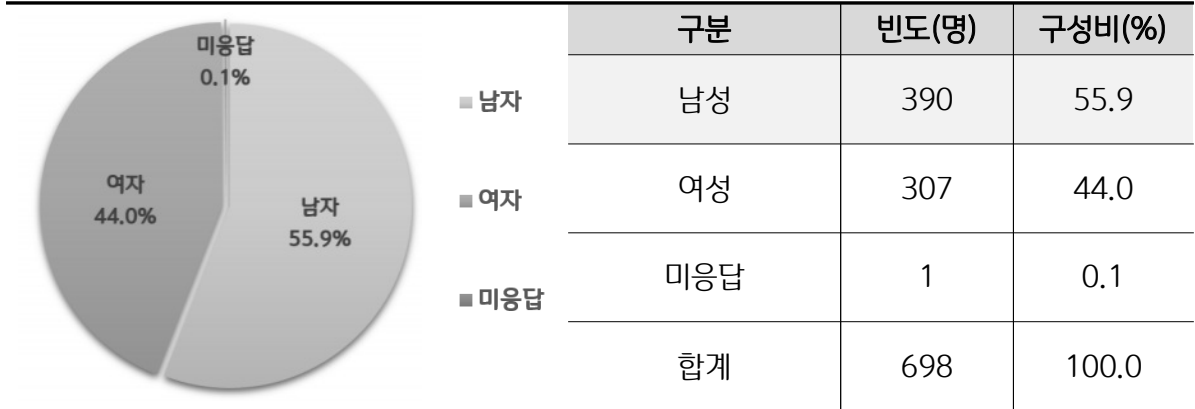 미응답
0.1%
여자
44.0%
남자
55.9%
남자
여자
미응답
구분 빈도(명) 구성비(%)
남성 390 55.9
여성 307 44.0
미응답 1 0.1
합계 698 100.0